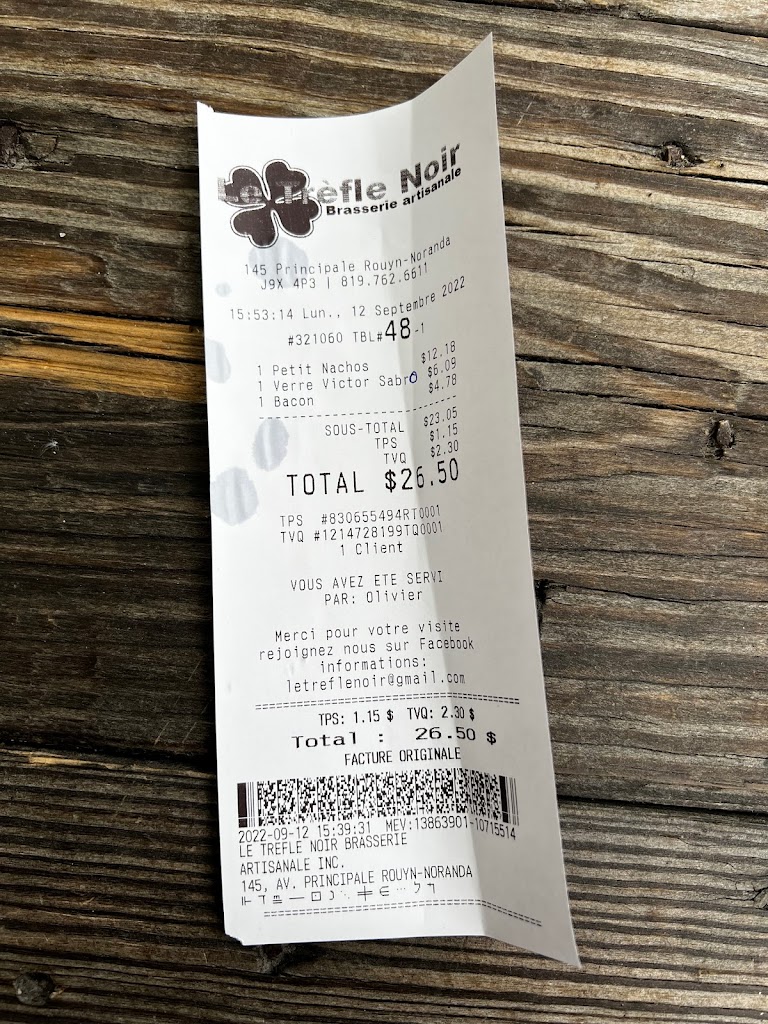 Le Trèfle Noir
Brasserie artisanale
145 Principale Rouyn-Noranda
J9X 4P3 | 819.762.6611
15:53:14 Lun., 12 Septembre 2022
#321060 TBL#48-1
1 Petit Nachos $12.18
1 Verre Victor Sabro $6.09
1 Bacon $4.78
SOUS-TOTAL $23.05
TPS $1.15
TVQ $2.30
TOTAL $26.50
TPS #830655494RT0001
TVQ #1214728199TQ0001
1 Client
VOUS AVEZ ETE SERVI
PAR: Olivier
Merci pour votre visite
rejoignez nous sur Facebook
informations:
letreflenoir@gmail.com
TPS: 1.15 $ TVQ: 2.30 $
Total : 26.50 $
FACTURE ORIGINALE
2022-09-12 15:39:31 MEV:13863901-10715514
LE TREFLE NOIR BRASSERIE
ARTISANALE INC.
145, AV. PRINCIPALE ROUYN-NORANDA